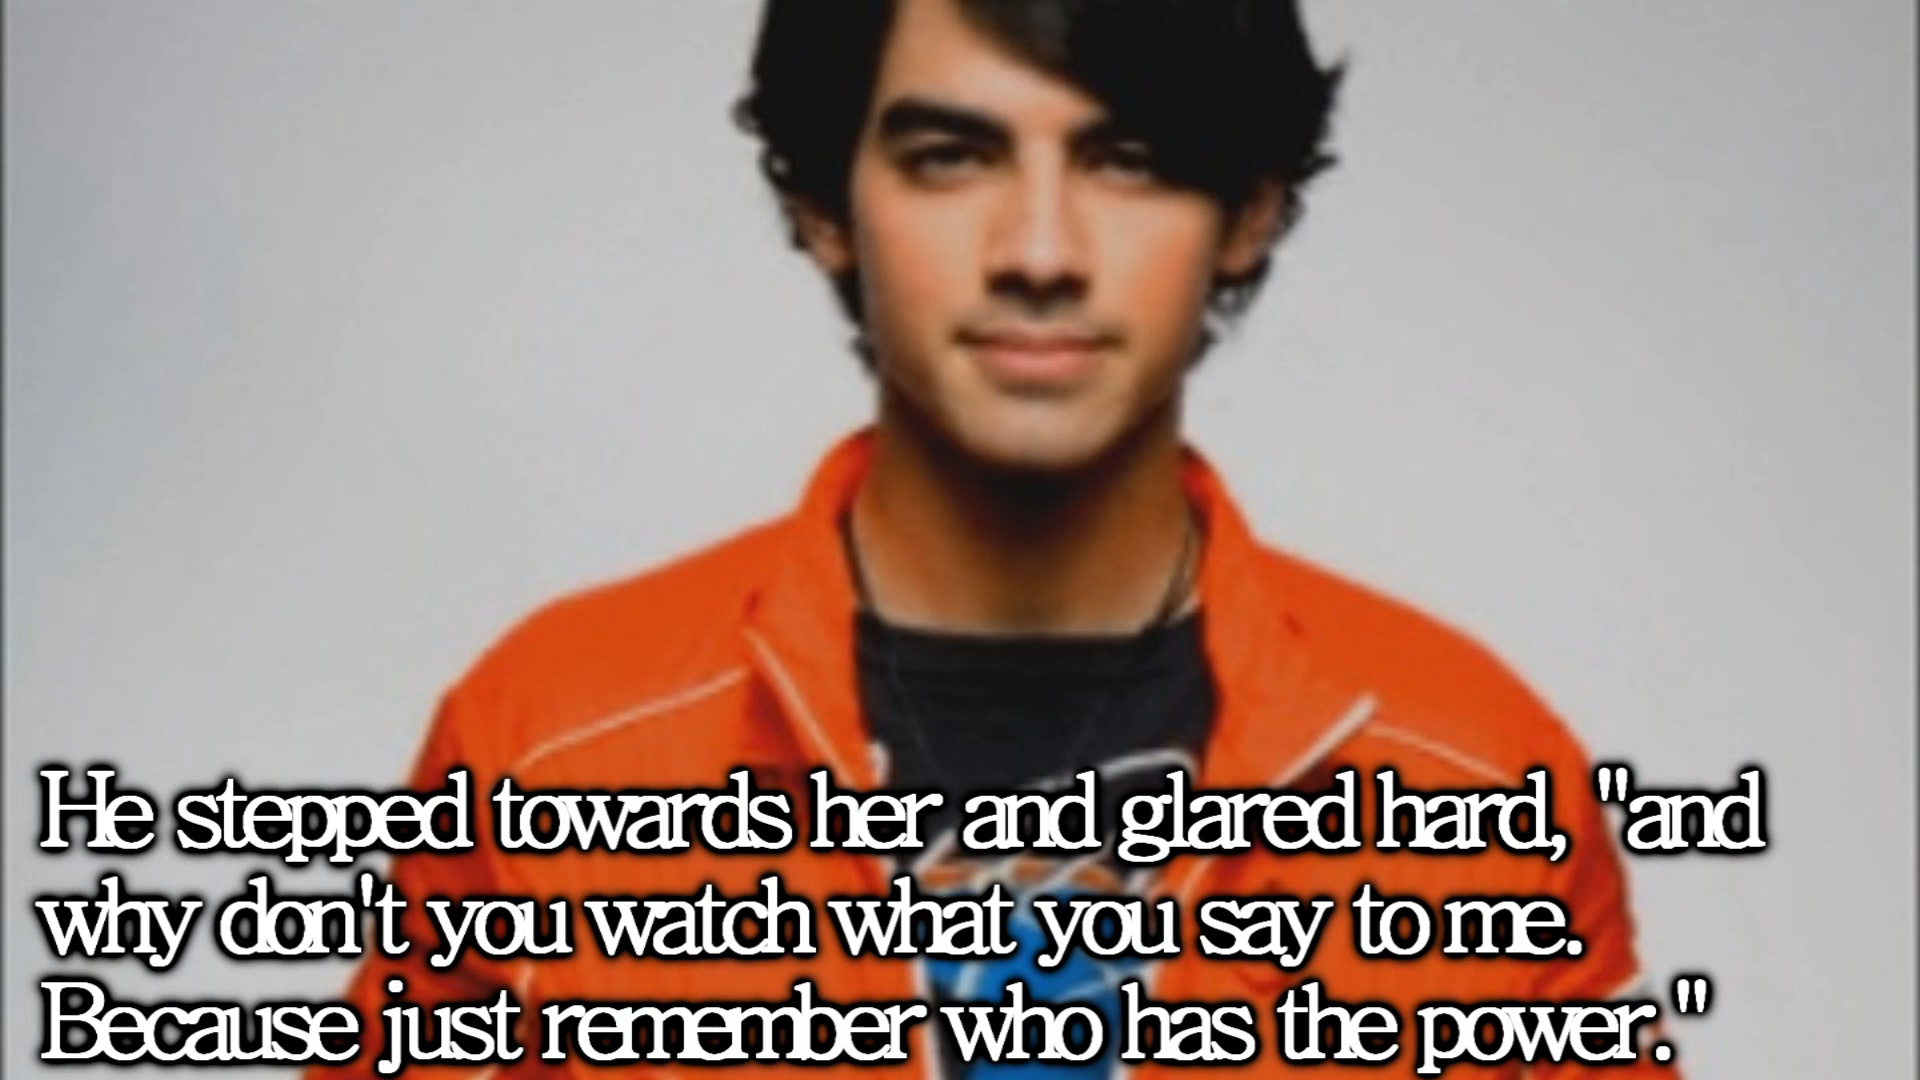 He stepped towards her and glared hard, "and
why don't you watch what you say to me.
Because just remember who has the power."